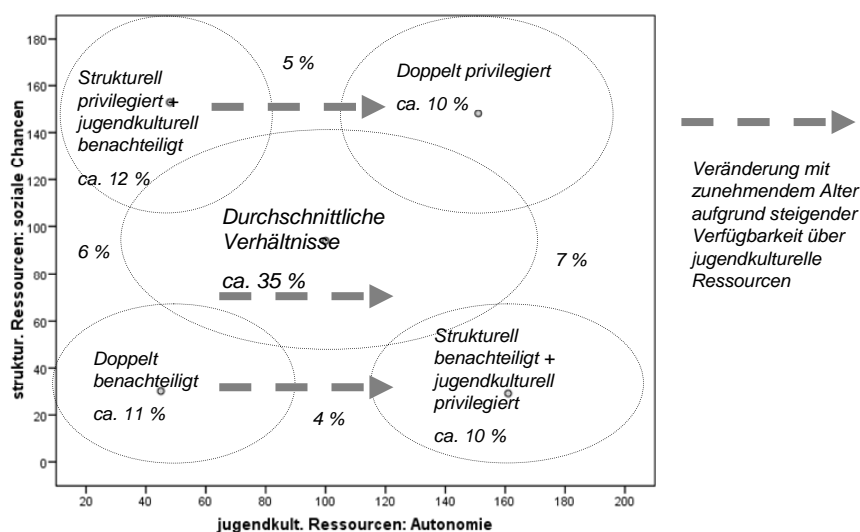 struktur. Ressourcen: soziale Chancen
180
160
140
120
100
80
60
40
20
0
Strukturell
privilegiert +
jugendkulturell
benachteiligt
ca. 12 %
5 %
Doppelt privilegiert
ca. 10 %
Durchschnittliche
Verhältnisse
ca. 35 %
6 %
7 %
Doppelt
benachteiligt
ca. 11 %
4 %
Strukturell
benachteiligt +
jugendkulturell
privilegiert
ca. 10 %
20
40
60
80
100
120
140
160
180
200
jugendkult. Ressourcen: Autonomie
Veränderung mit
zunehmendem Alter
aufgrund steigender
Verfügbarkeit über
jugendkulturelle
Ressourcen